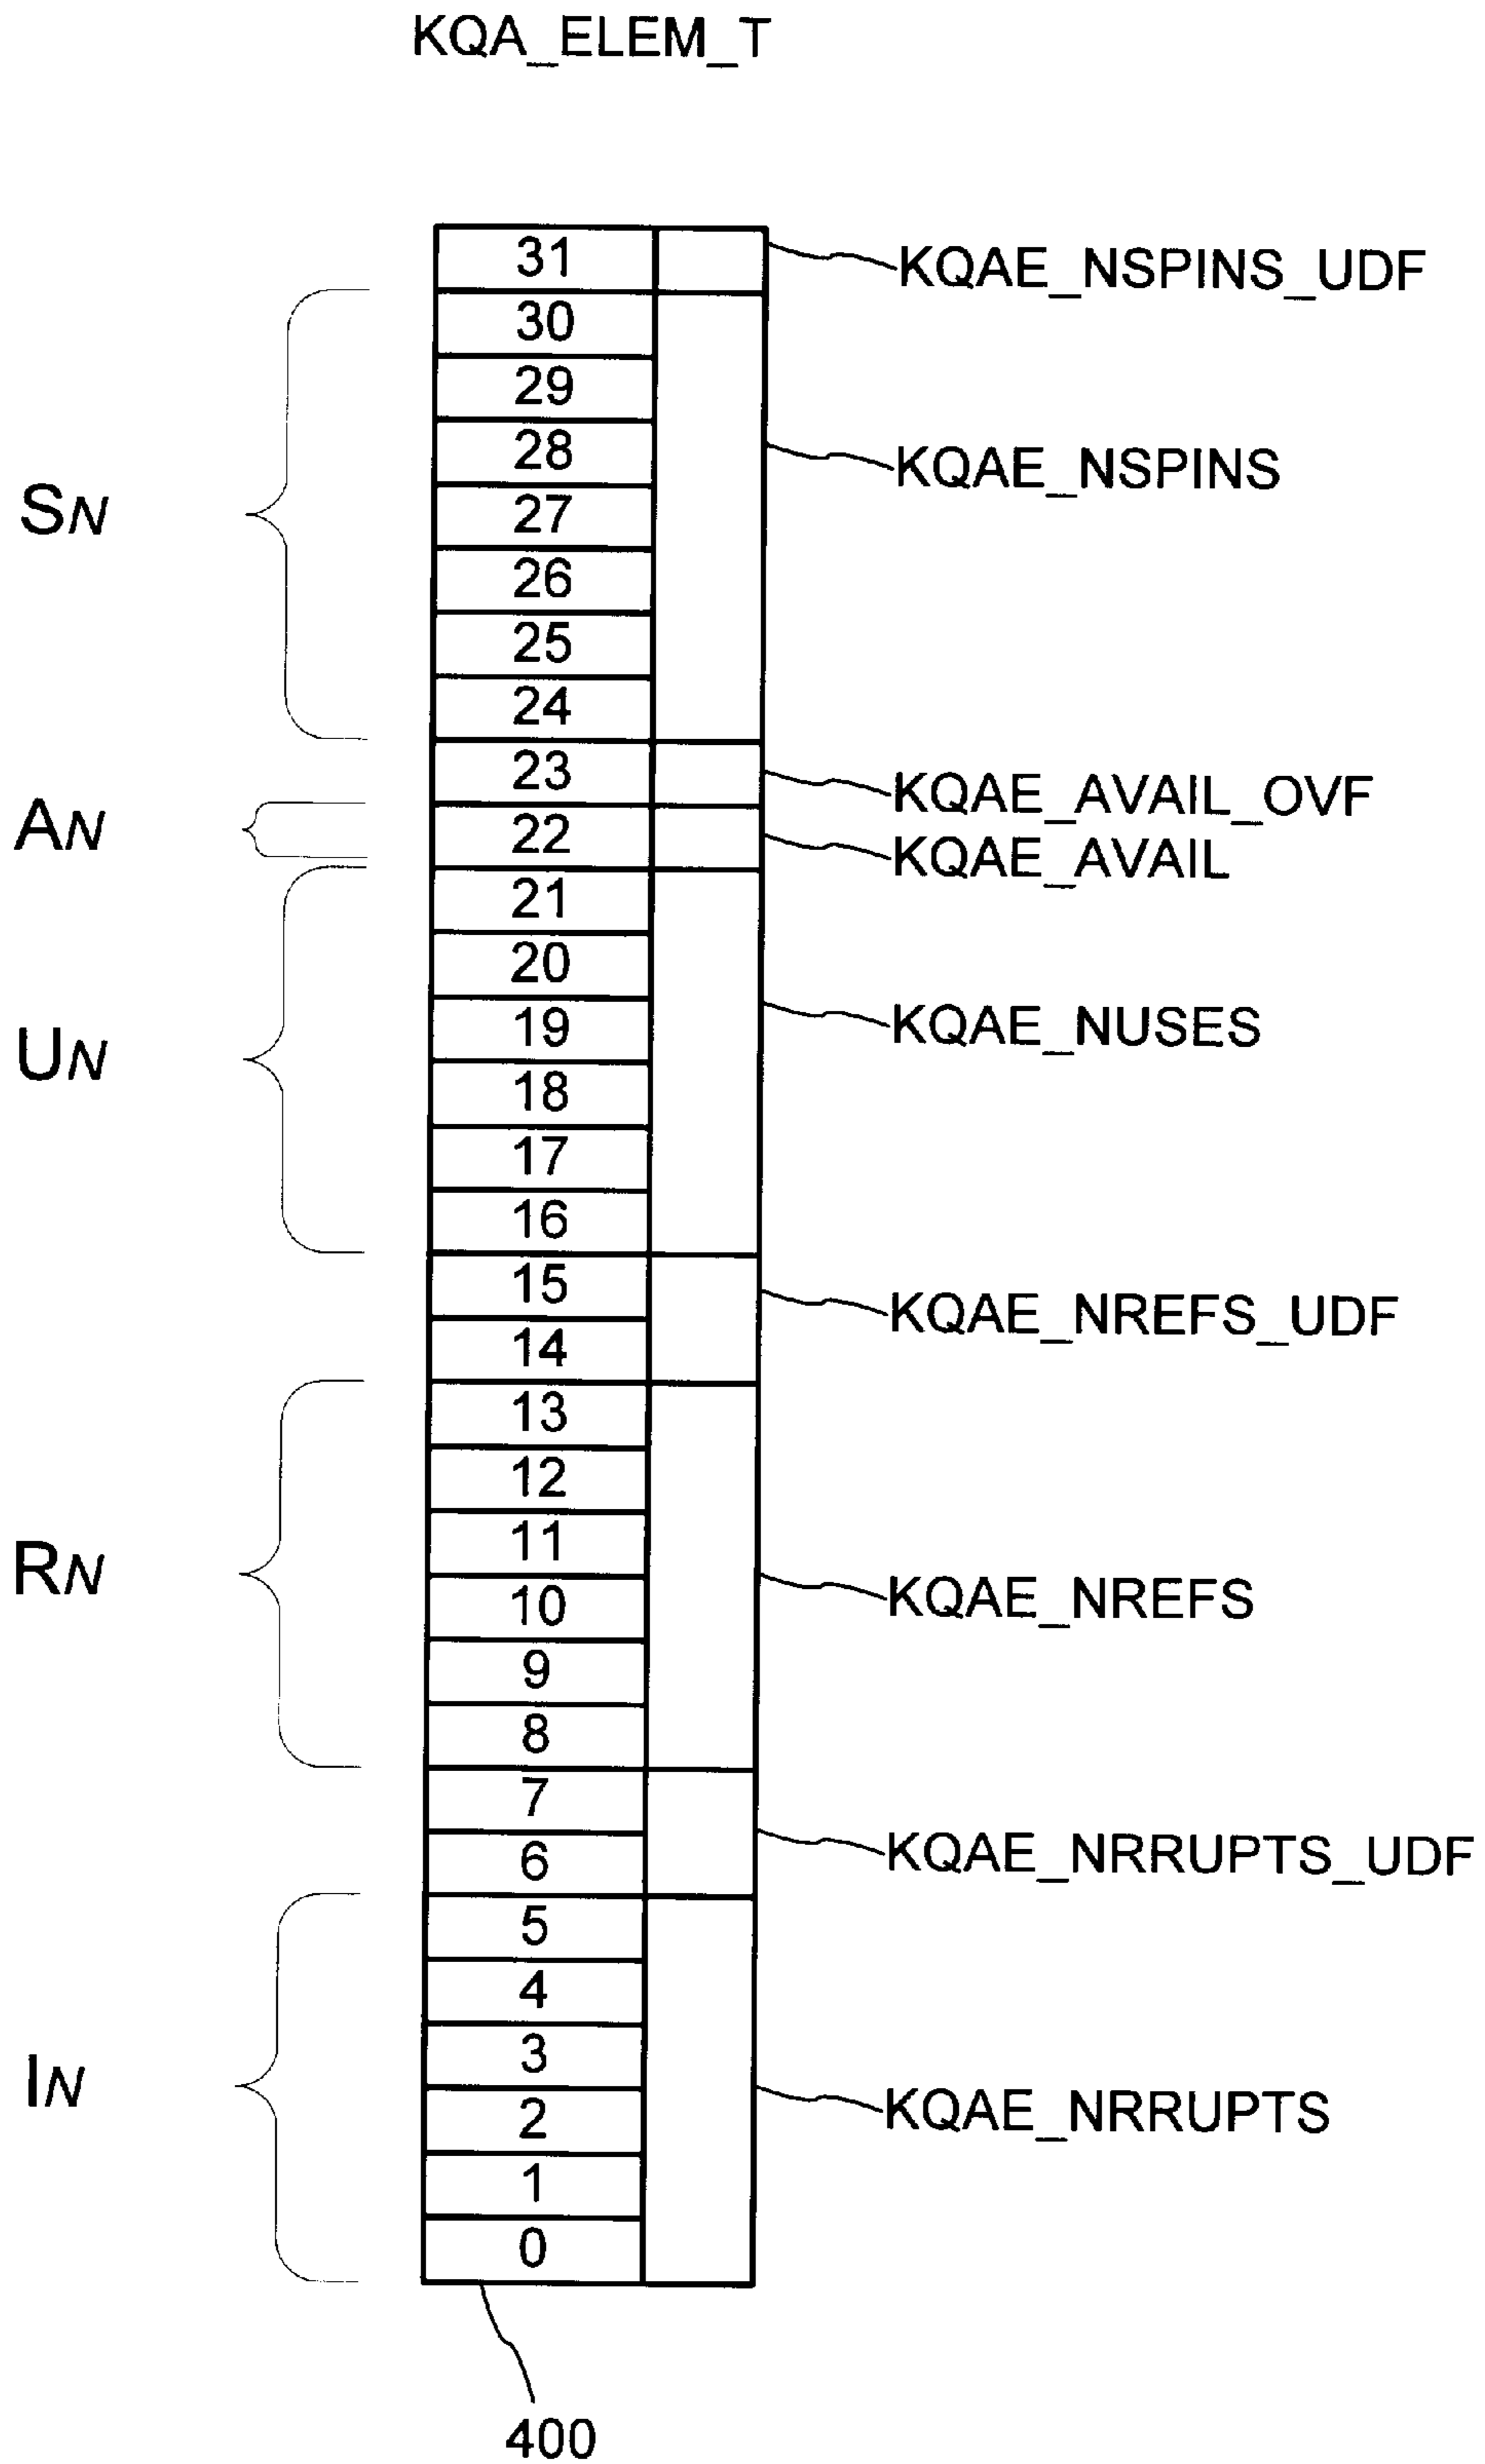 KQA_ELEM_T
31 KQAE_NSPINS_UDF
30
29
28 KQAE_NSPINS
SN 27
26
25
24
23 KQAE_AVAIL_OVF
AN 22 KQAE_AVAIL
21
20
19 KQAE_NUSES
UN 18
17
16
15 KQAE_NREFS_UDF
14
13
12
11
RN 10 KQAE_NREFS
9
8
7
6 KQAE_NRRUPTS_UDF
5
4
3
IN 2 KQAE_NRRUPTS
1
0
400